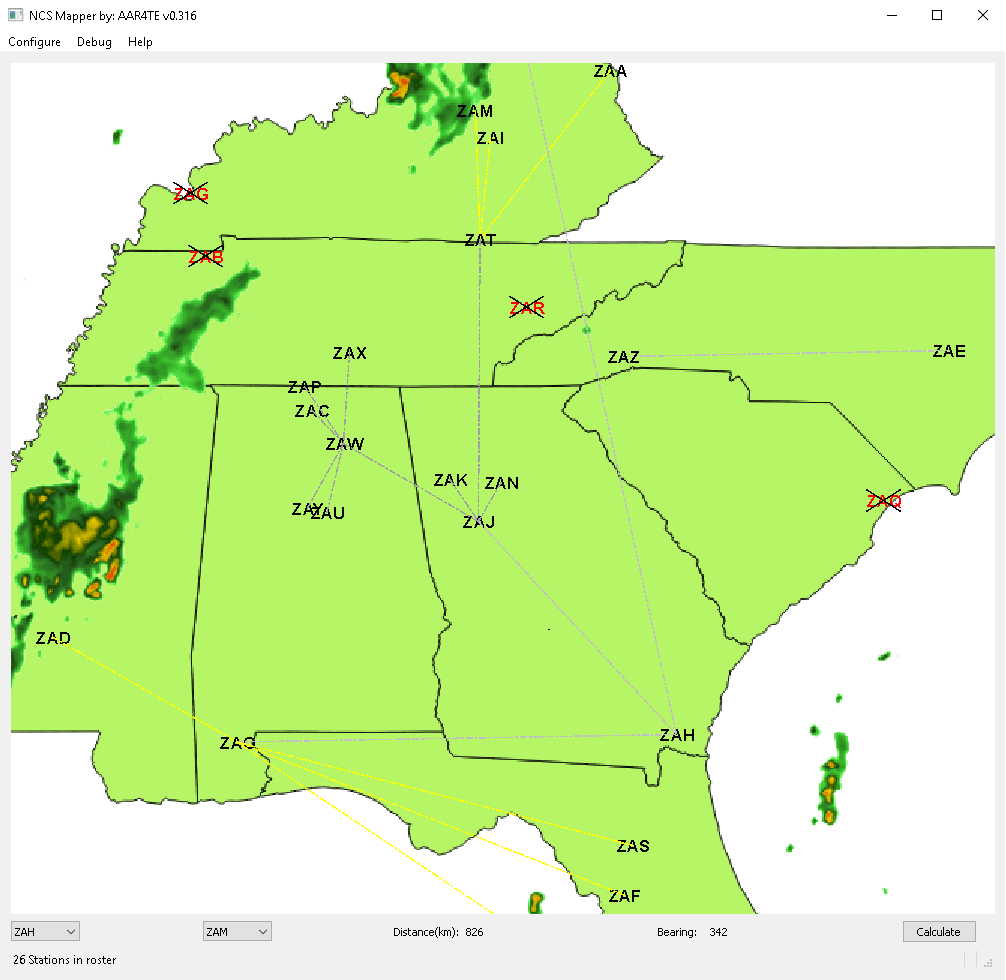 NCS Mapper by: AAR4TE v0.316
Configure Debug Help
ZAA
ZAM
ZAI
ZAG
ZAT
ZAB
ZAR
ZAX
ZAZ
ZAE
ZAP
ZAC
ZAW
ZAK
ZAN
ZAY
ZAU
ZAJ
ZAQ
ZAD
ZAH
ZAS
ZAF
ZAH
ZAM
Distance(km): 826
Bearing: 342
Calculate
26 Stations in roster